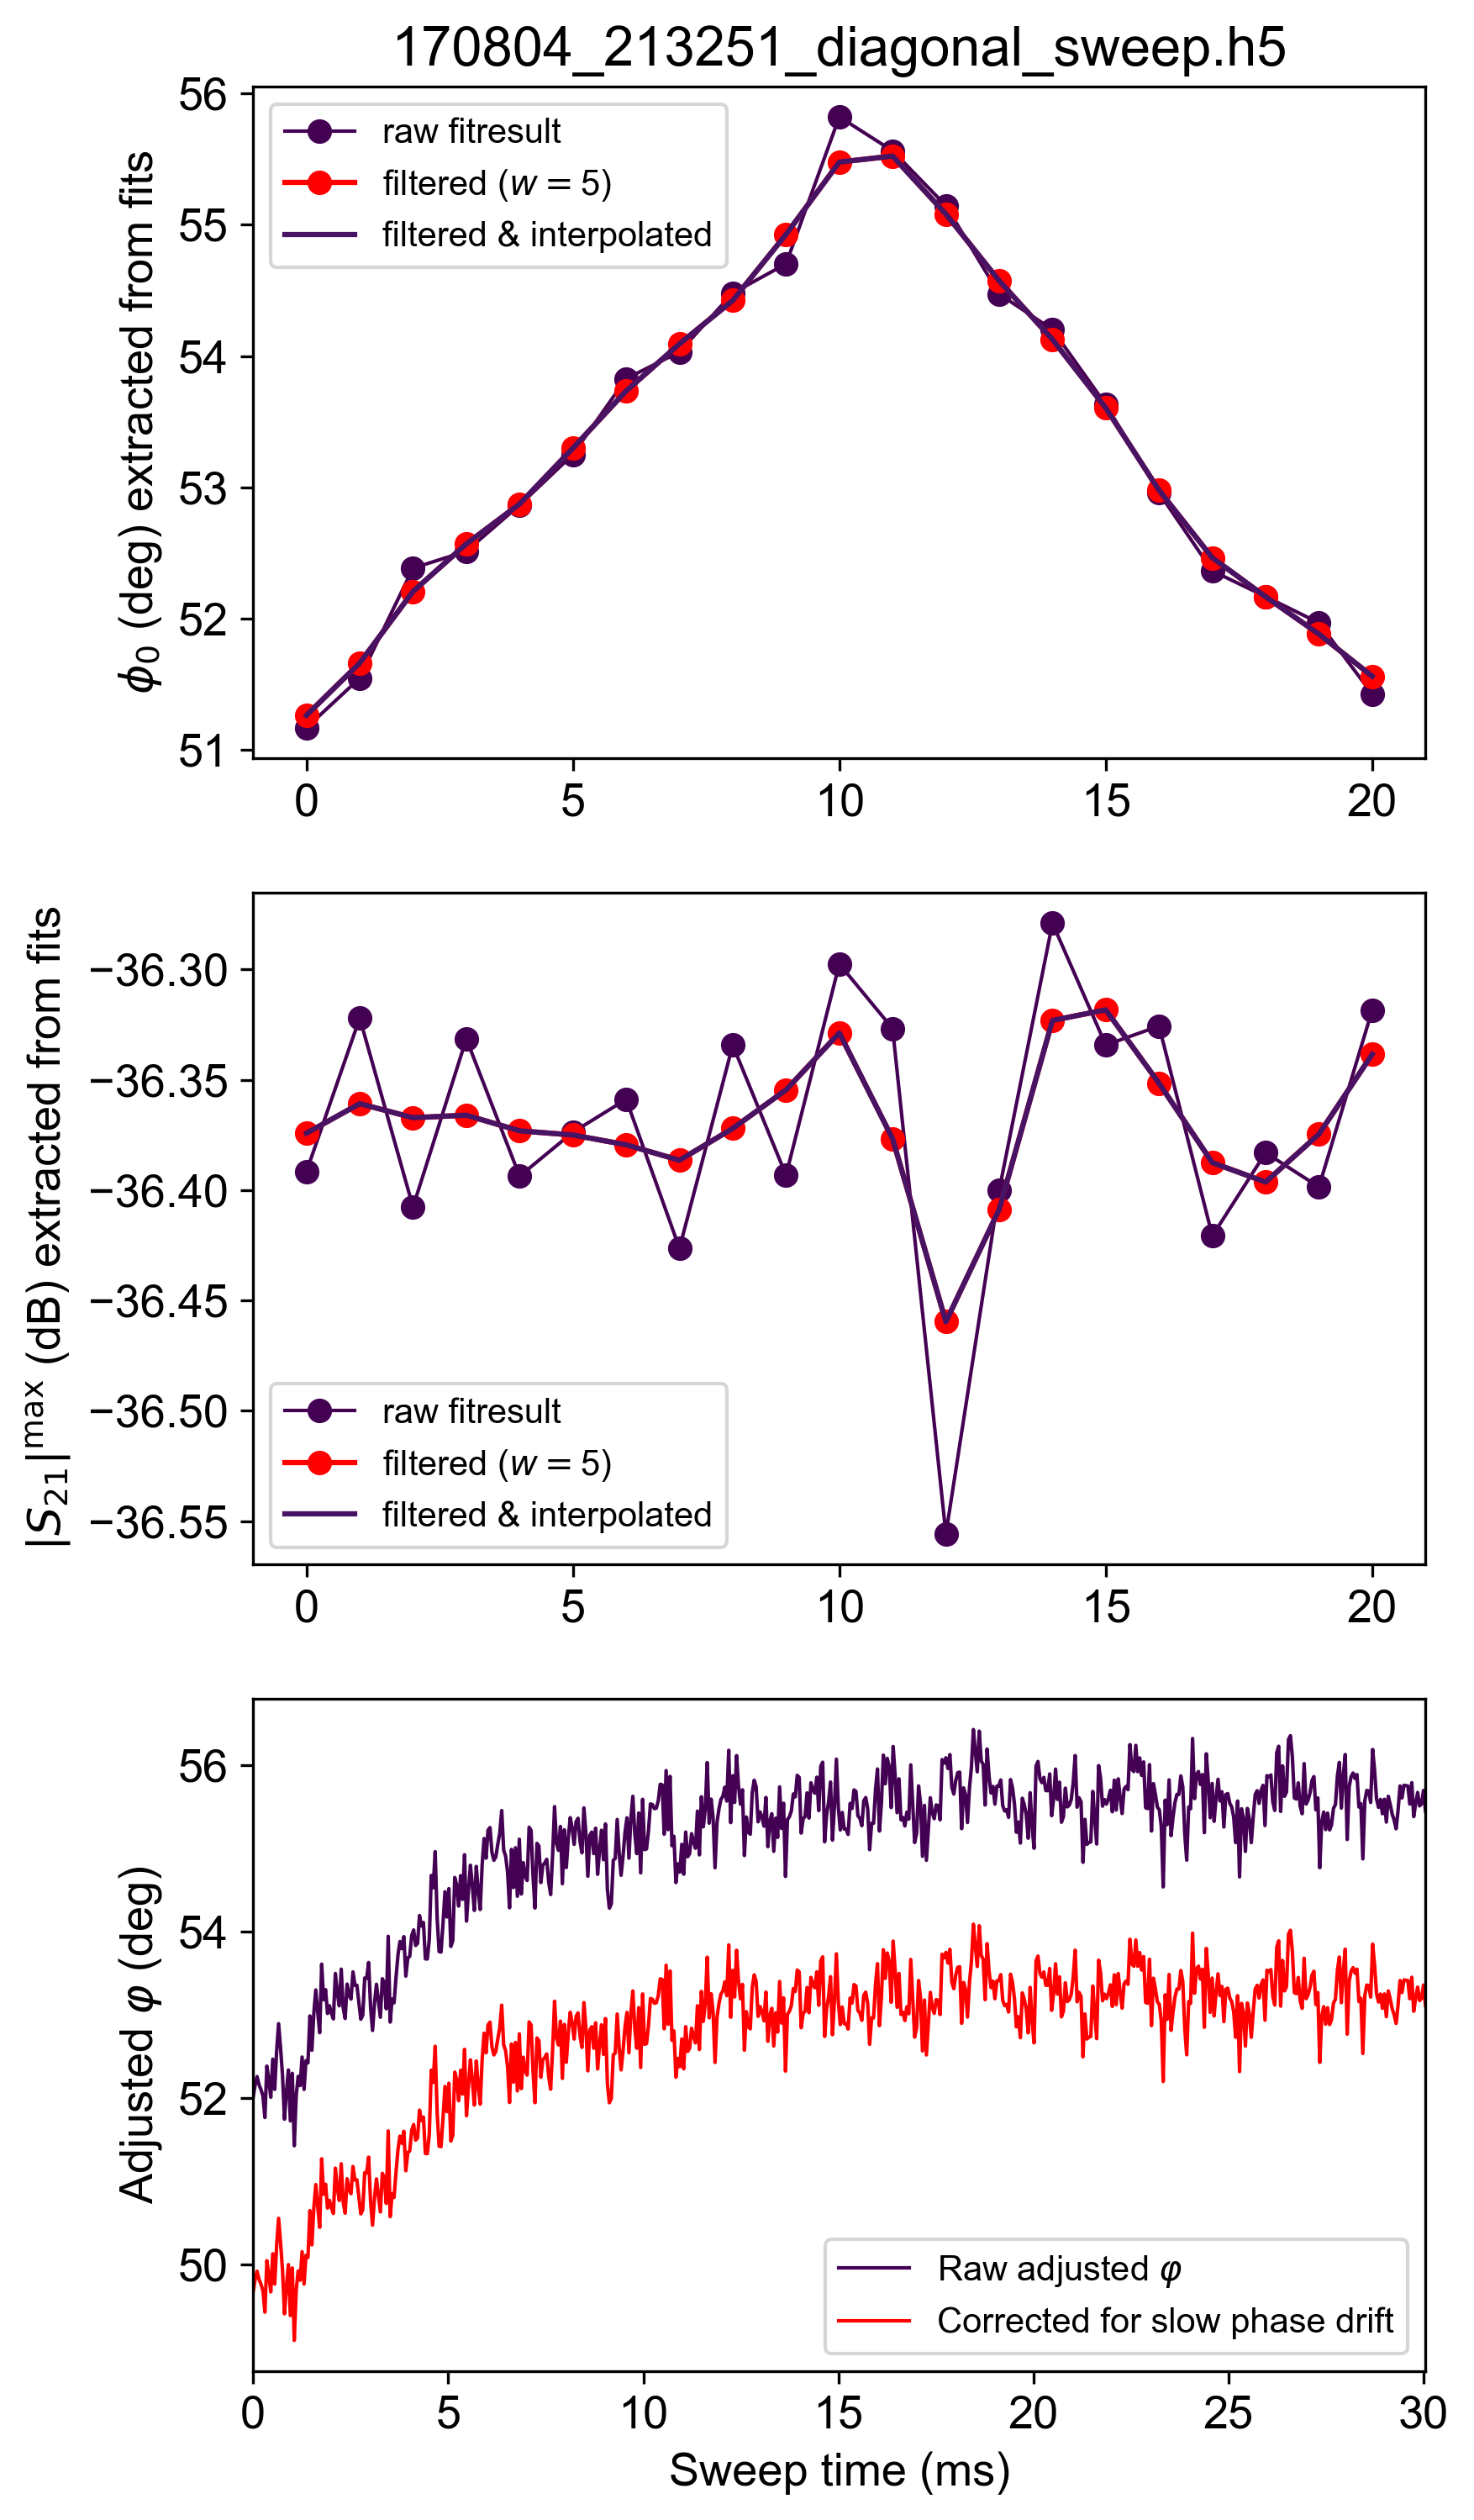 170804_213251_diagonal_sweep.h5
ϕ₀ (deg) extracted from fits
56
55
54
53
52
51
raw fitresult
filtered (w = 5)
filtered & interpolated
0 5 10 15 20
|S₂₁|ᵐᵃˣ (dB) extracted from fits
−36.30
−36.35
−36.40
−36.45
−36.50
−36.55
raw fitresult
filtered (w = 5)
filtered & interpolated
0 5 10 15 20
Adjusted φ (deg)
56
54
52
50
Raw adjusted φ
Corrected for slow phase drift
0 5 10 15 20 25 30
Sweep time (ms)